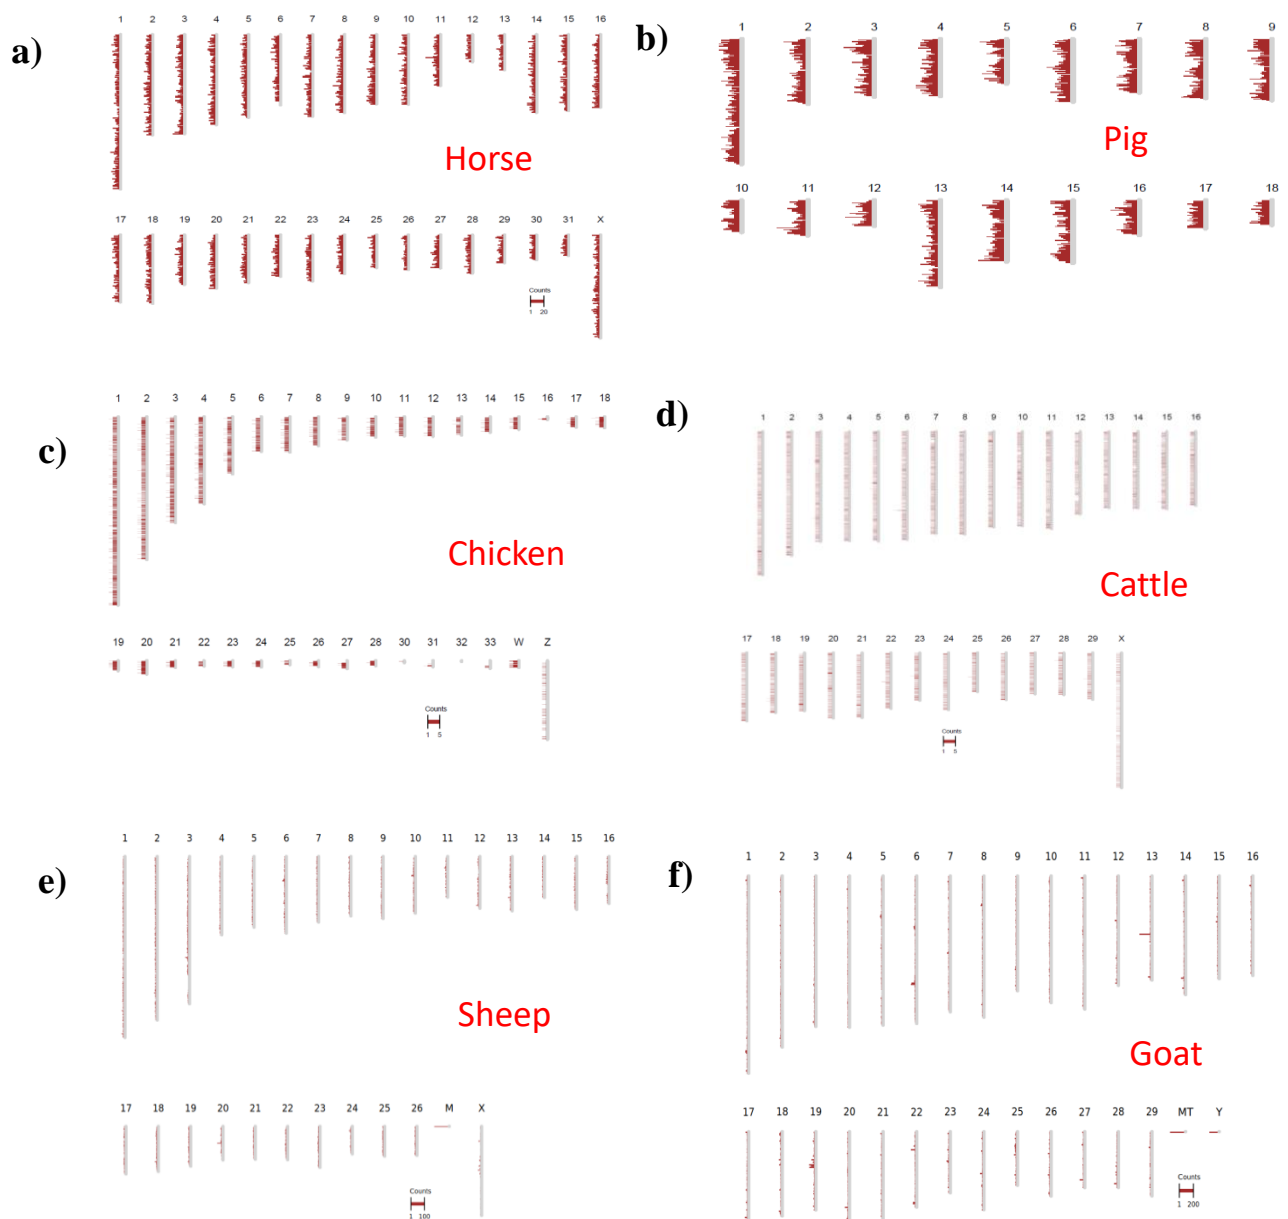 a)
1 2 3 4 5 6 7 8 9 10 11 12 13 14 15 16
Horse
17 18 19 20 21 22 23 24 25 26 27 28 29 30 31 X
Counts
1 20
b)
1 2 3 4 5 6 7 8 9
Pig
10 11 12 13 14 15 16 17 18
c)
1 2 3 4 5 6 7 8 9 10 11 12 13 14 15 16 17 18
Chicken
19 20 21 22 23 24 25 26 27 28 30 31 32 33 W Z
Counts
1 5
d)
1 2 3 4 5 6 7 8 9 10 11 12 13 14 15 16
Cattle
17 18 19 20 21 22 23 24 25 26 27 28 29 X
Counts
1 5
e)
1 2 3 4 5 6 7 8 9 10 11 12 13 14 15 16
Sheep
17 18 19 20 21 22 23 24 25 26 M X
Counts
1 100
f)
1 2 3 4 5 6 7 8 9 10 11 12 13 14 15 16
Goat
17 18 19 20 21 22 23 24 25 26 27 28 29 MT Y
Counts
1 200